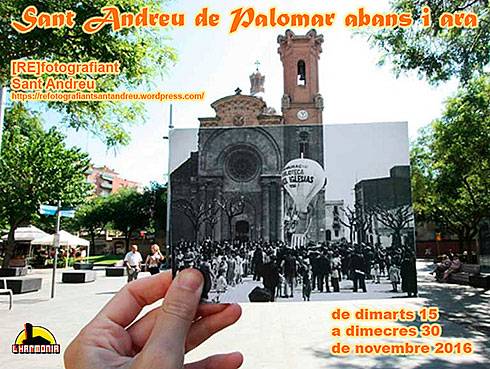 Sant Andreu de Palomar abans i ara
[RE]fotografiant
Sant Andreu
https://refotografiantsantandreu.wordpress.com/
BIBLIOTECA
IGLESIAS
de dimarts 15
a dimecres 30
de novembre 2016
L'HARMONIA